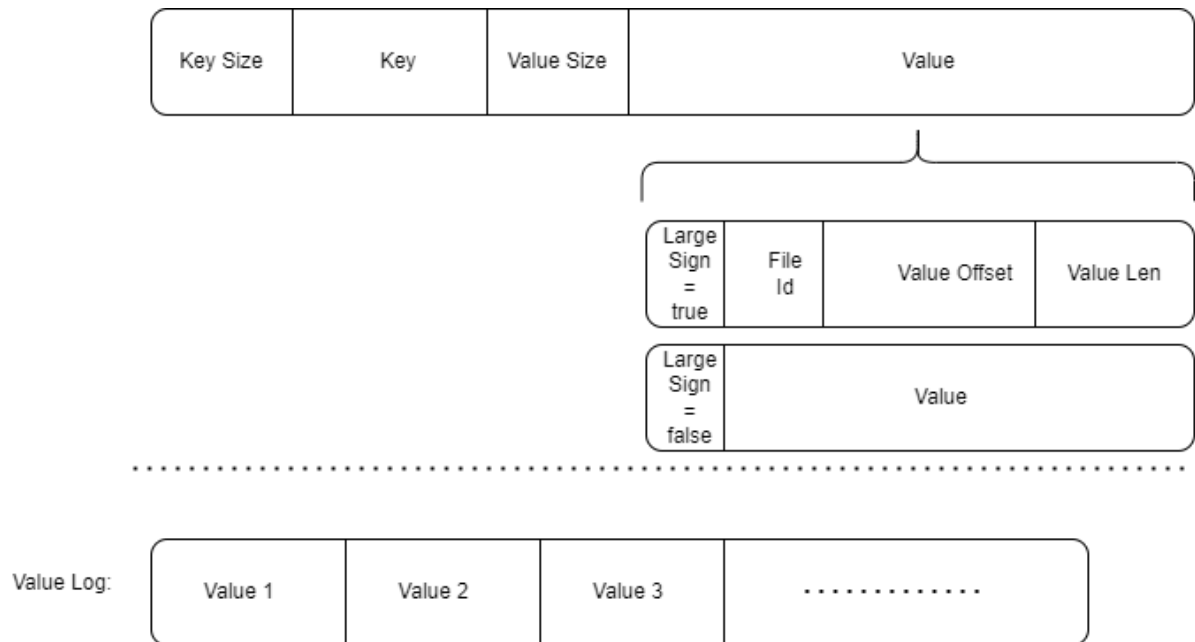 Key Size
Key
Value Size
Value
Large
Sign
=
true
File
Id
Value Offset
Value Len
Large
Sign
=
false
Value
Value Log:
Value 1
Value 2
Value 3
.............